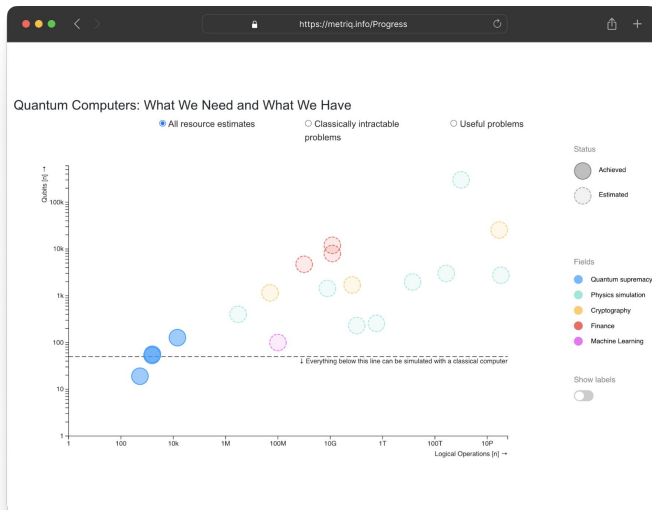 https://metriq.info/Progress
Quantum Computers: What We Need and What We Have
All resource estimates
Classically intractable
problems
Useful problems
Status
Achieved
Estimated
Fields
Quantum supremacy
Physics simulation
Cryptography
Finance
Machine Learning
Show labels
Qubits [n] →
100k
10k
1k
100
10
1
↓ Everything below this line can be simulated with a classical computer
1 100 10k 1M 100M 10G 1T 100T 10P
Logical Operations [n] →